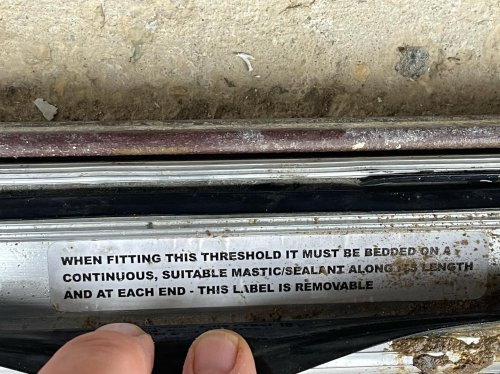 WHEN FITTING THIS THRESHOLD IT MUST BE BEDDED ON A
CONTINUOUS, SUITABLE MASTIC/SEALANT ALONG ITS LENGTH
AND AT EACH END - THIS LABEL IS REMOVABLE